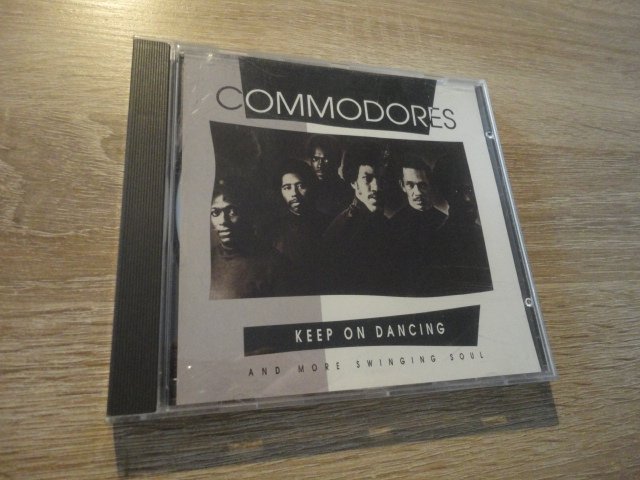 COMMODORES
KEEP ON DANCING
AND MORE SWINGING SOUL